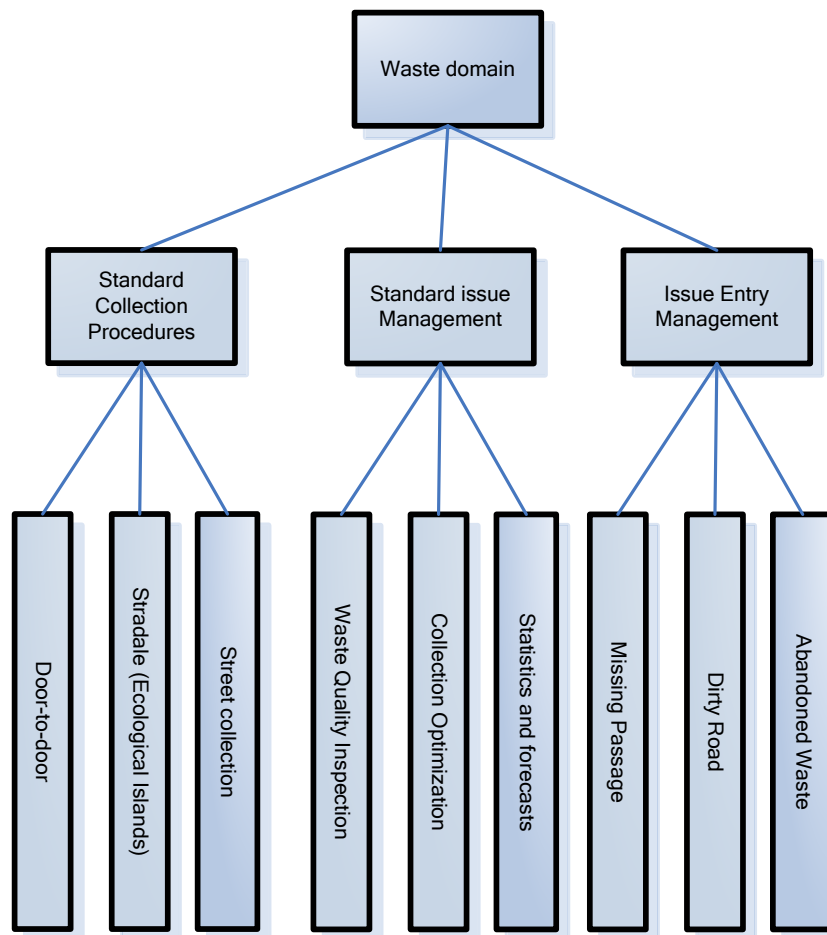 Waste domain
Standard
Collection
Procedures
Standard issue
Management
Issue Entry
Management
Door-to-door
Stradale (Ecological Islands)
Street collection
Waste Quality Inspection
Collection Optimization
Statistics and forecasts
Missing Passage
Dirty Road
Abandoned Waste